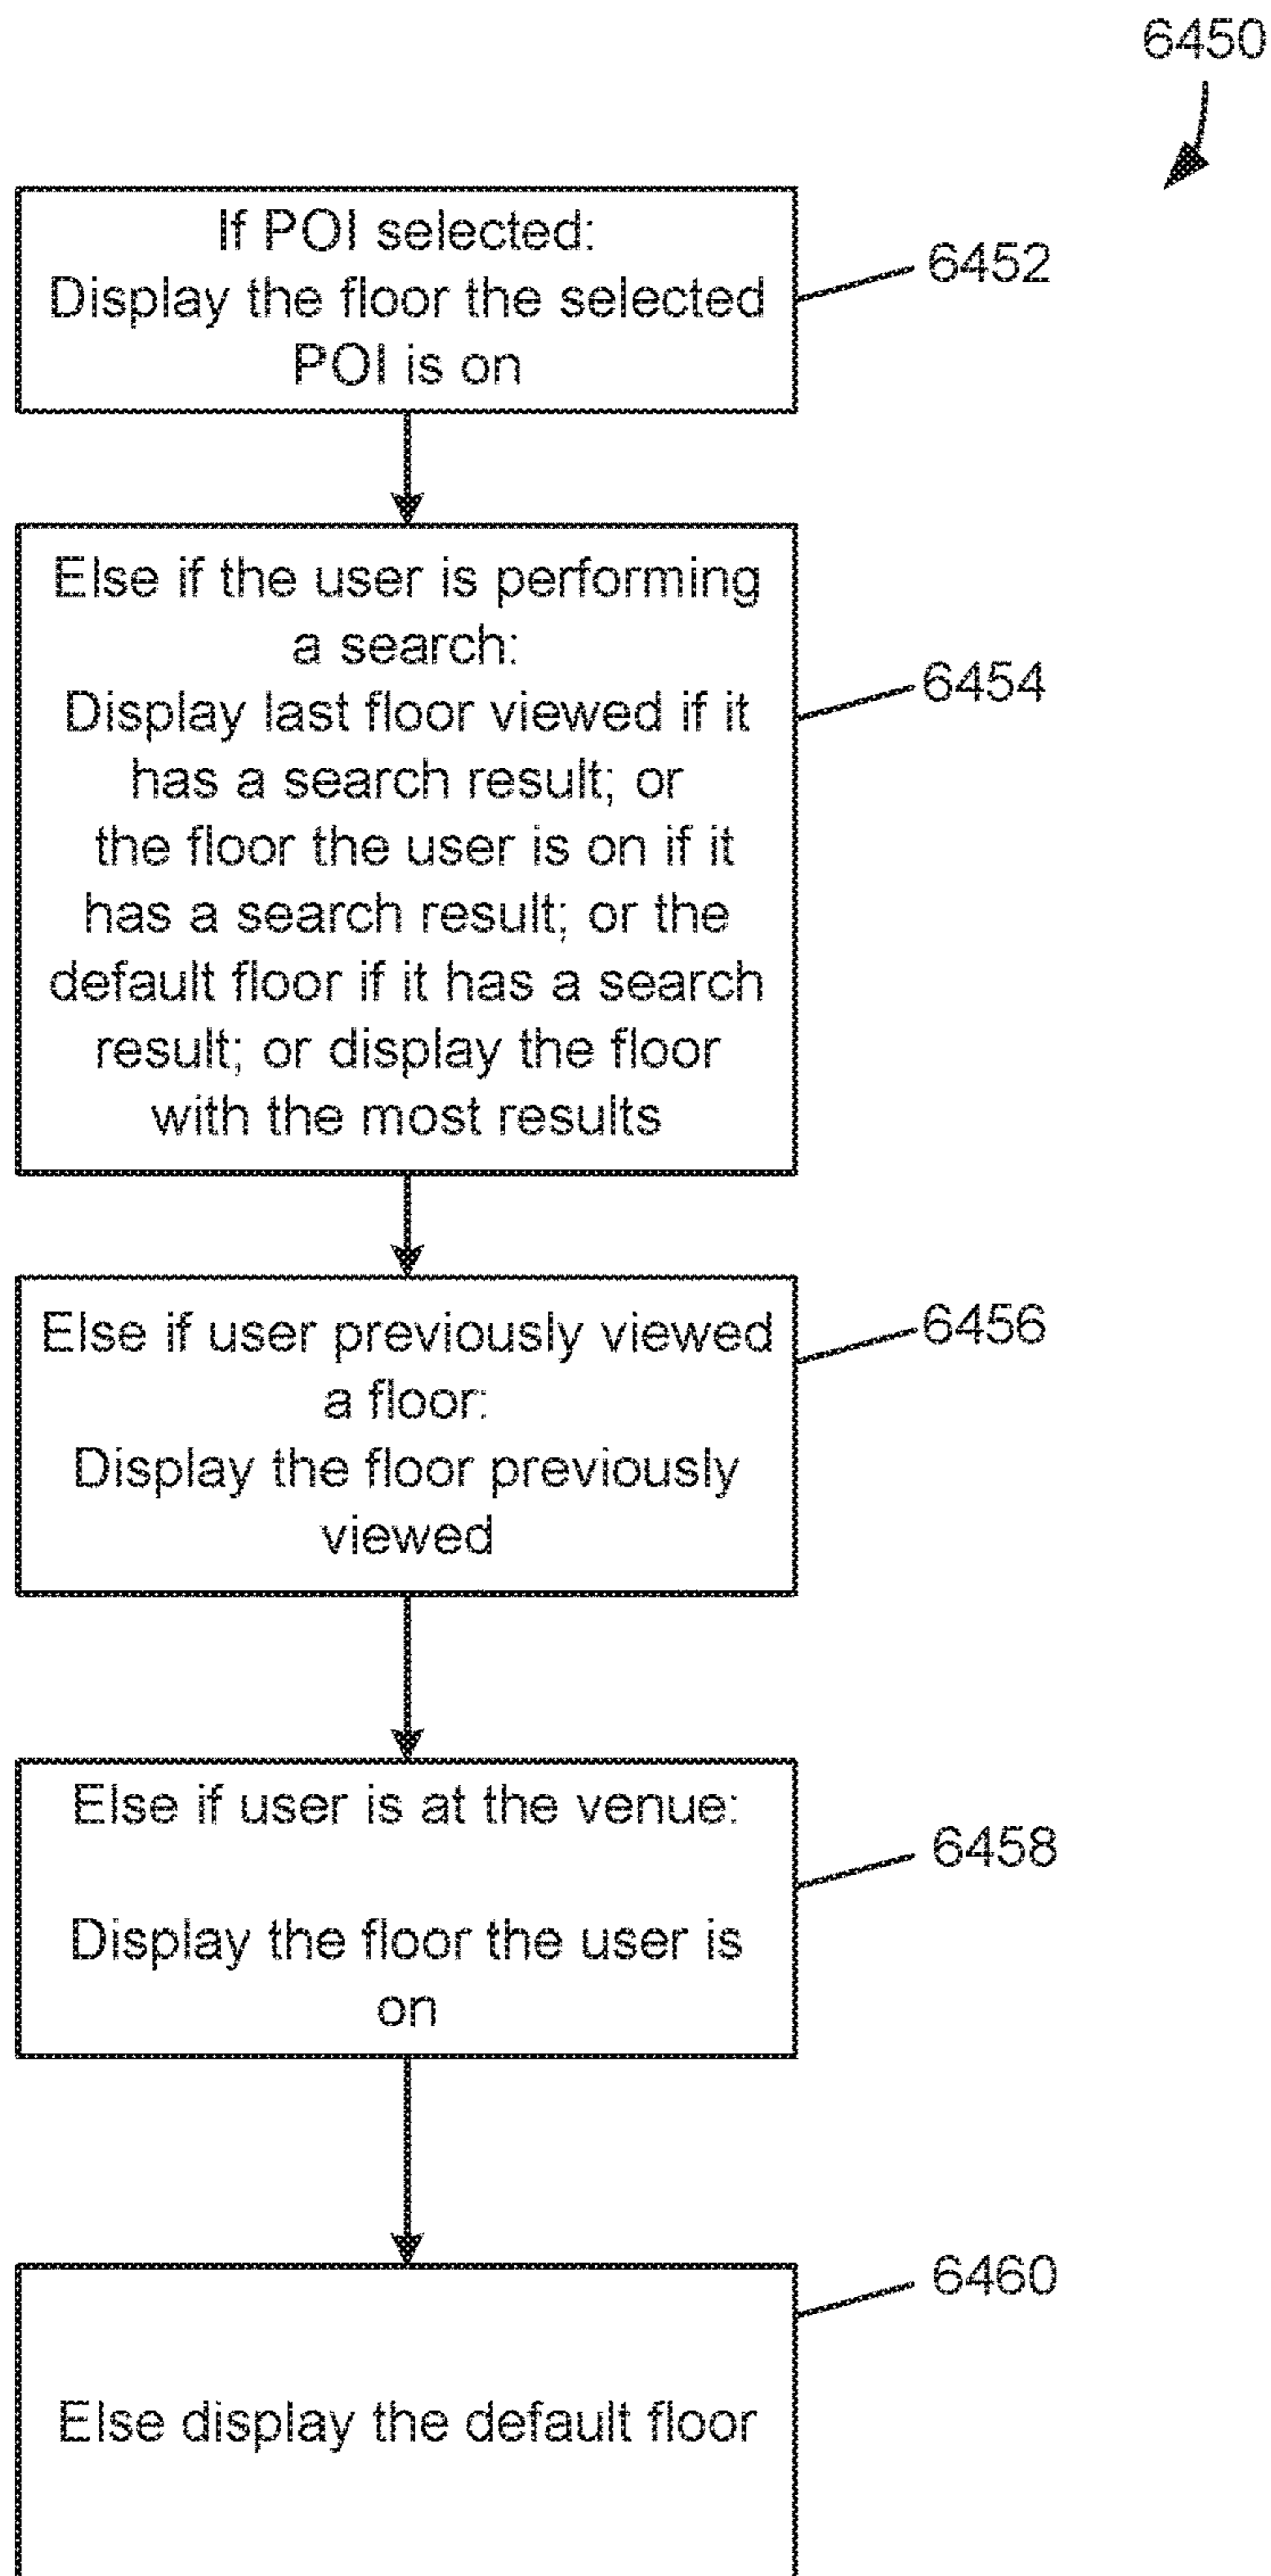 6450
If POI selected:
Display the floor the selected
POI is on
6452
Else if the user is performing
a search:
Display last floor viewed if it
has a search result; or
the floor the user is on if it
has a search result; or the
default floor if it has a search
result; or display the floor
with the most results
6454
Else if user previously viewed
a floor:
Display the floor previously
viewed
6456
Else if user is at the venue:
Display the floor the user is
on
6458
Else display the default floor
6460